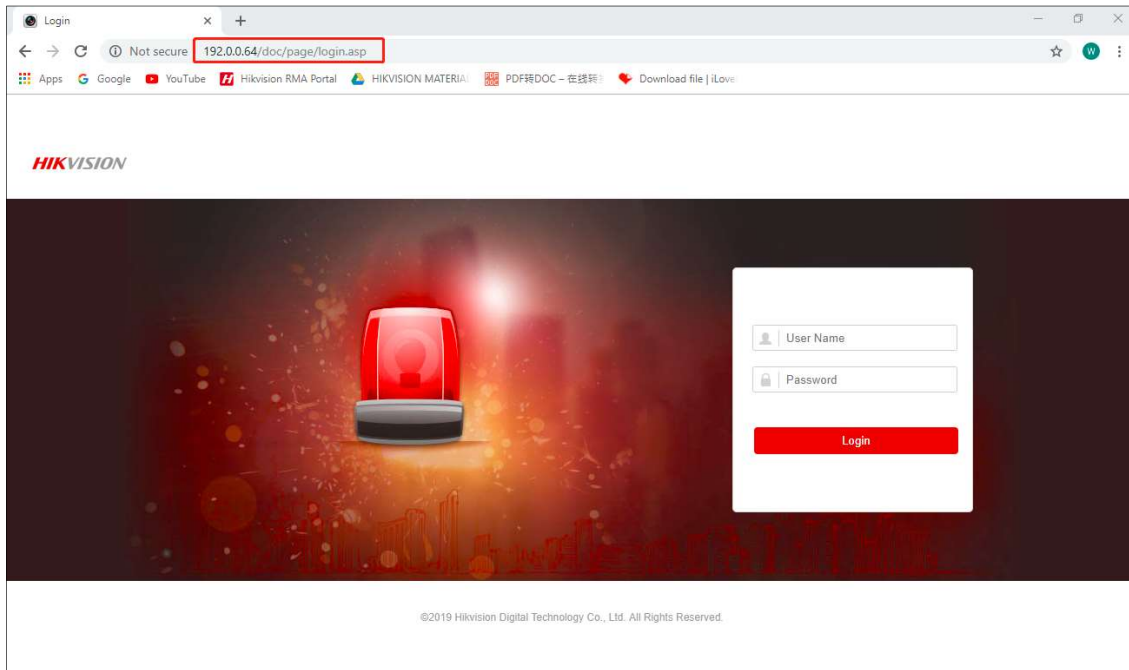 Login
Not secure 192.0.0.64/doc/page/login.asp
W
Apps Google YouTube Hikvision RMA Portal HIKVISION MATERIA PDF转DOC – 在线转 Download file | iLove
HIKVISION
User Name
Password
Login
©2019 Hikvision Digital Technology Co., Ltd. All Rights Reserved.